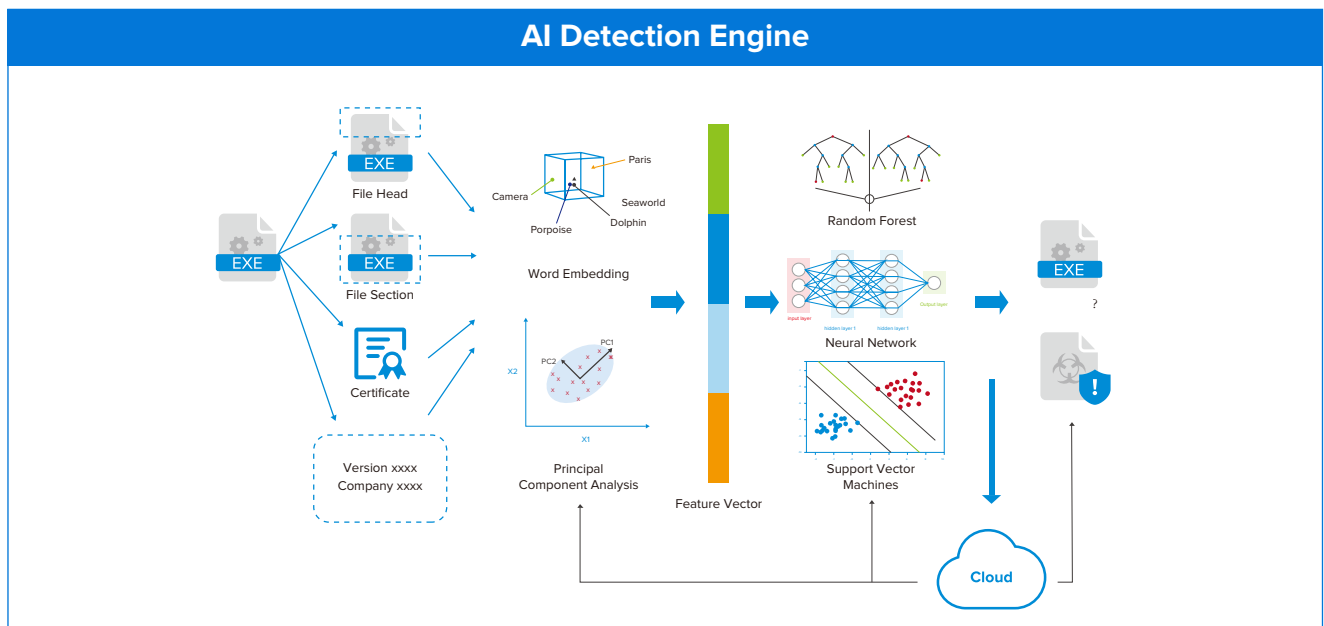 AI Detection Engine
EXE
File Head
EXE
EXE
File Section
Certificate
Version xxxx
Company xxxx
Paris
Camera
Seaworld
Dolphin
Porpoise
Word Embedding
PC1
PC2
X2
X1
Principal
Component Analysis
Feature Vector
Random Forest
input layer
hidden layer 1
hidden layer 1
Output layer
Neural Network
Support Vector
Machines
EXE
?
!
Cloud